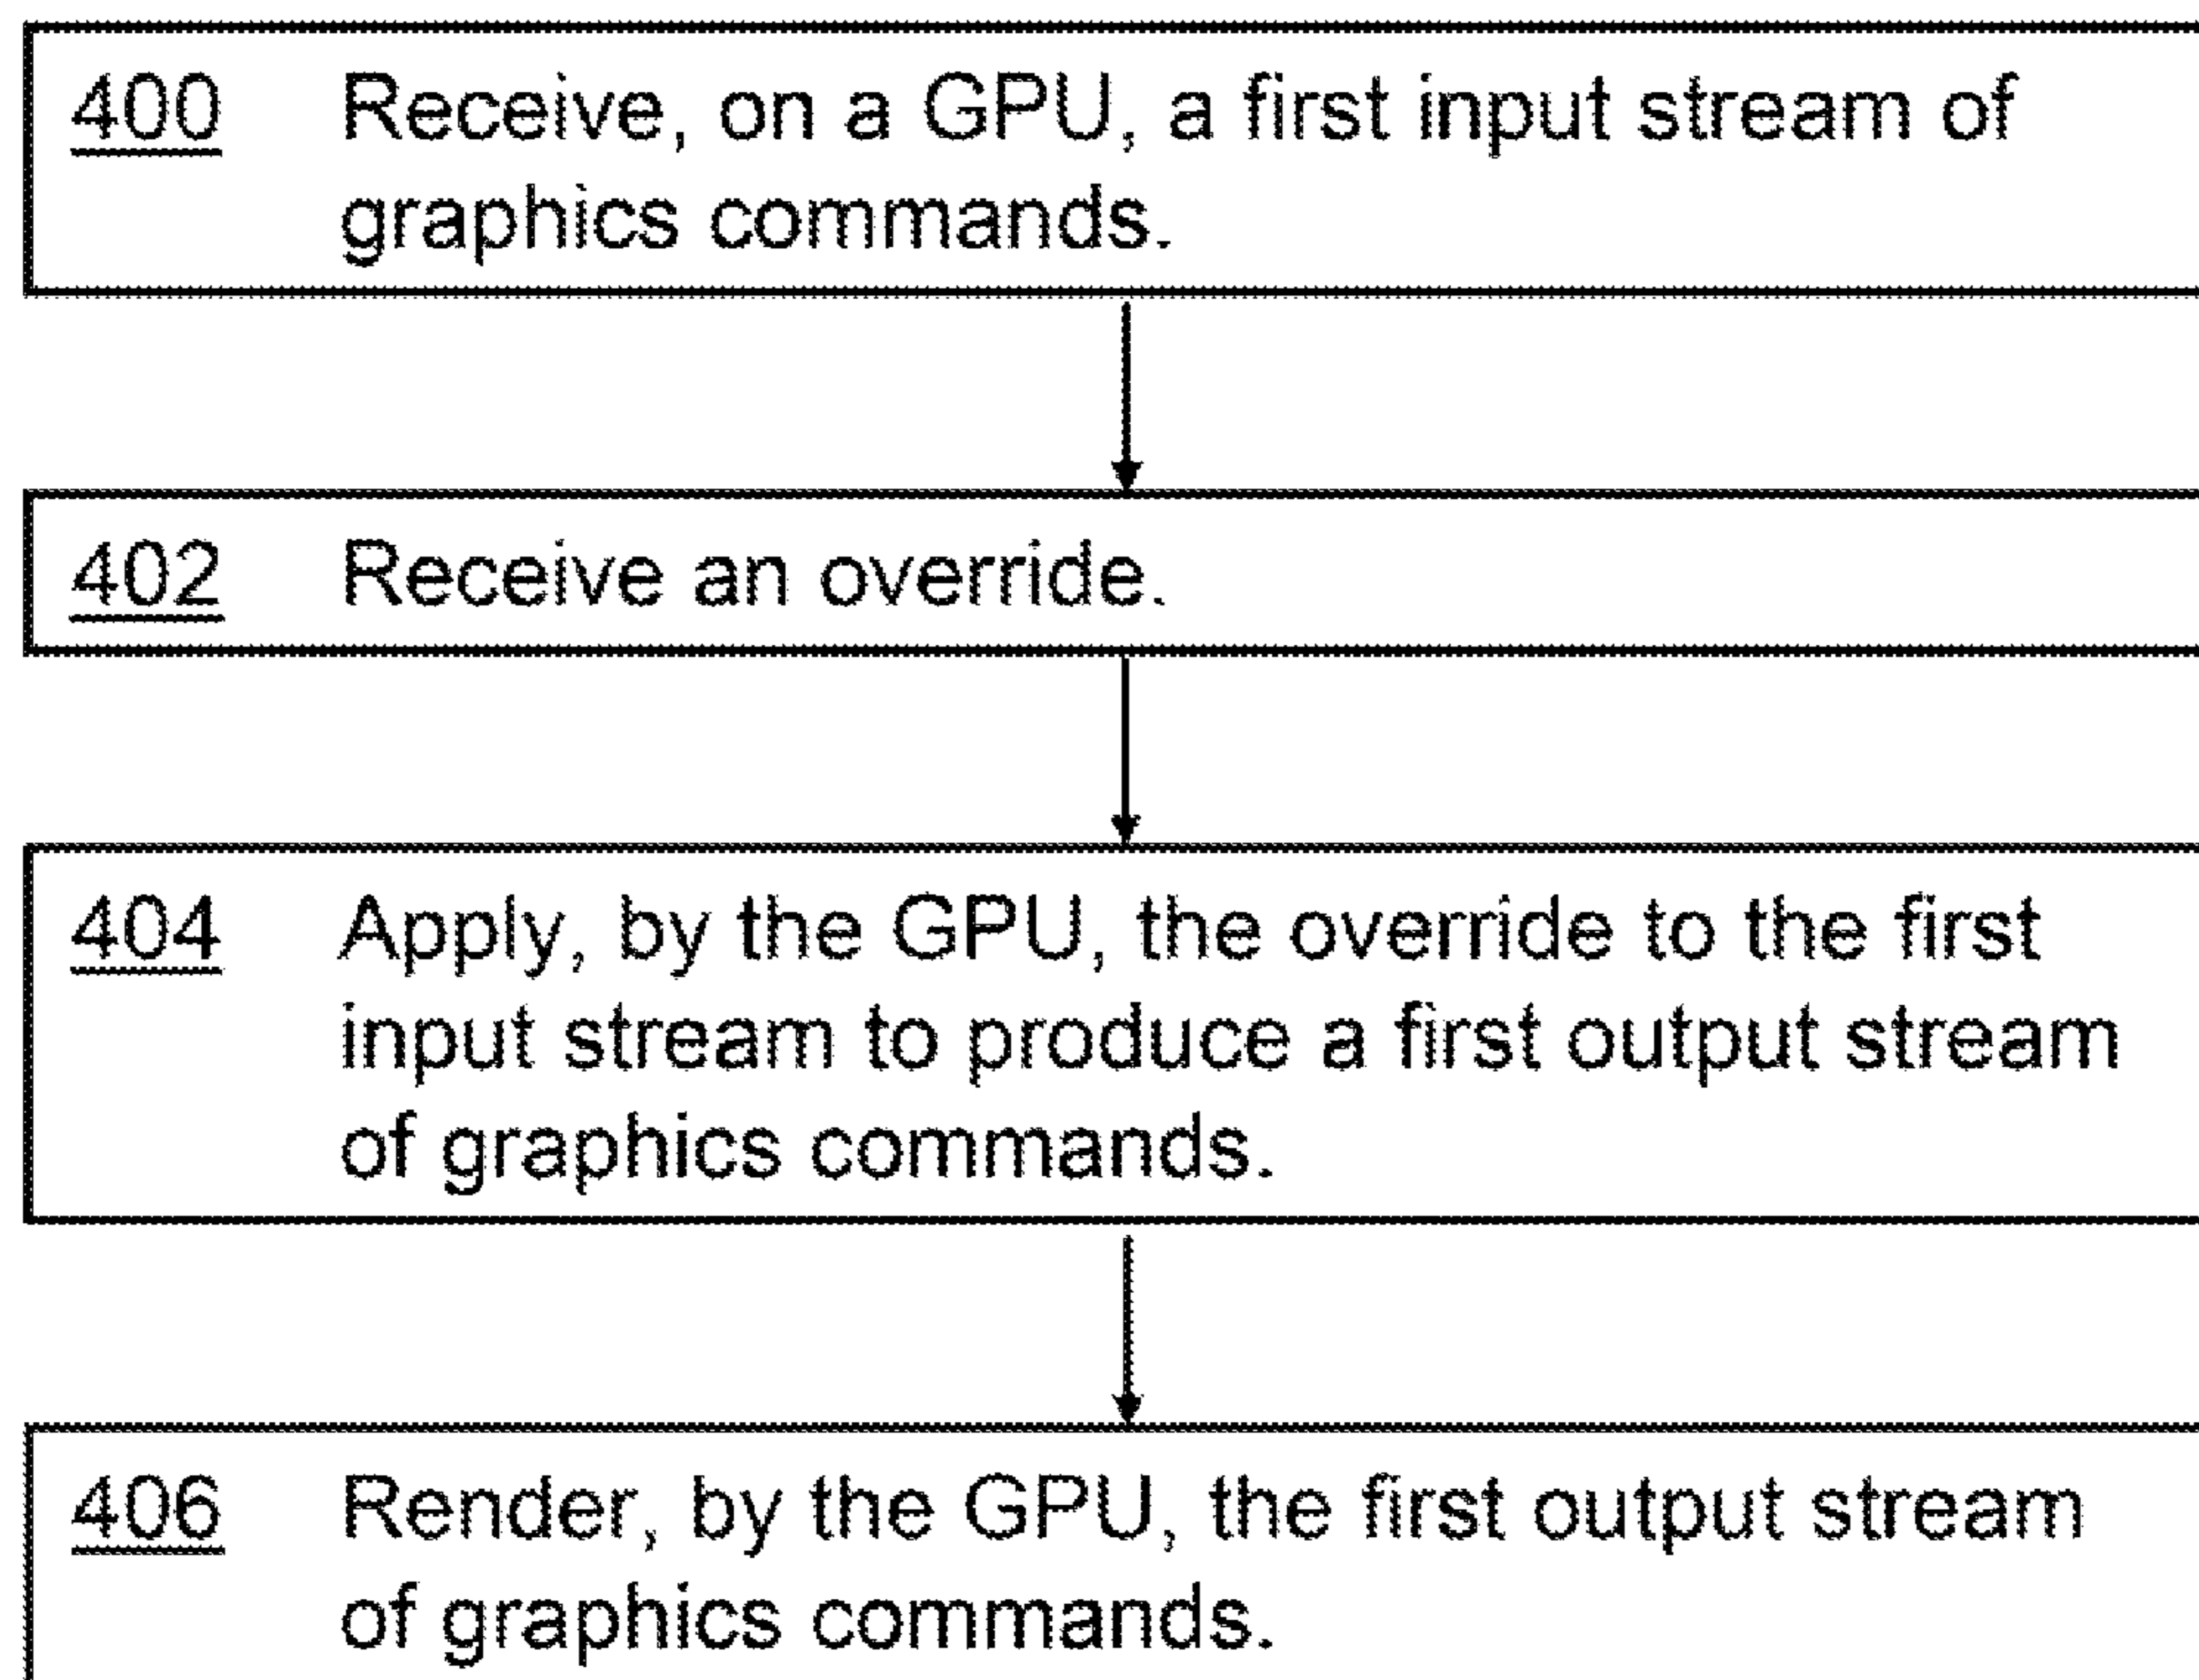 400 Receive, on a GPU, a first input stream of
graphics commands.
402 Receive an override.
404 Apply, by the GPU, the override to the first
input stream to produce a first output stream
of graphics commands.
406 Render, by the GPU, the first output stream
of graphics commands.